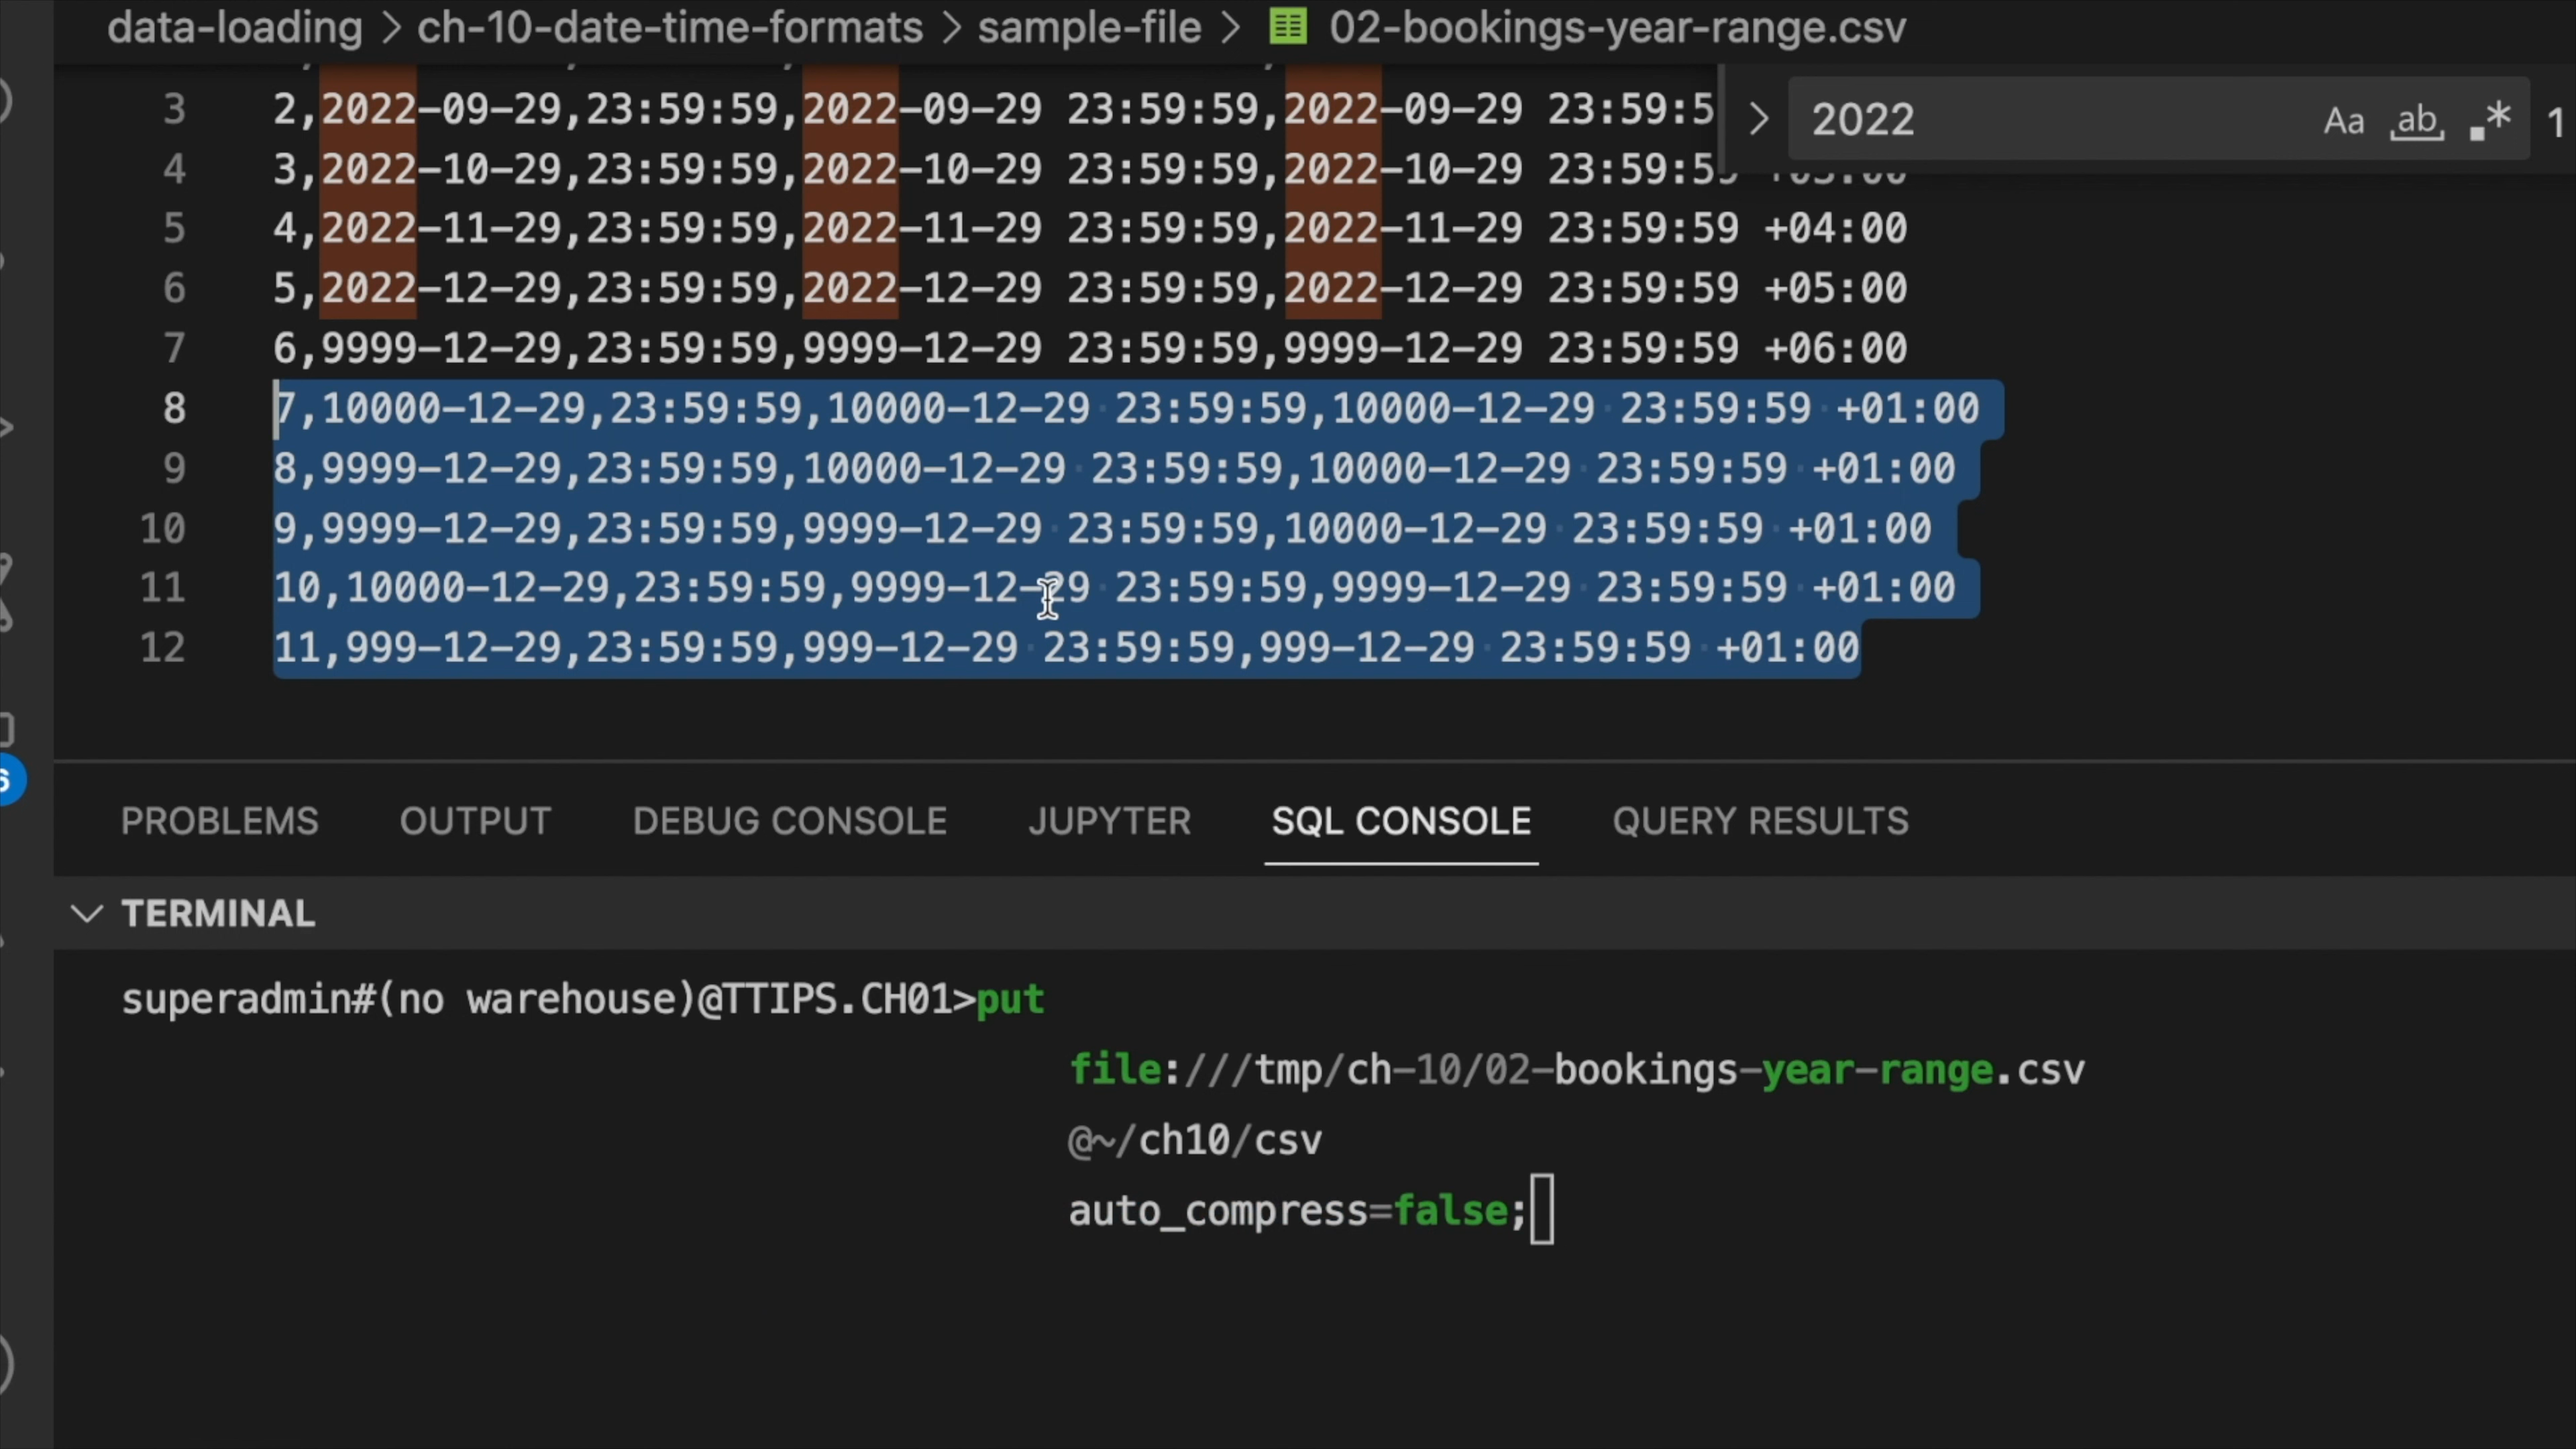 data-loading > ch-10-date-time-formats > sample-file > 02-bookings-year-range.csv
2022 Aa ab .* 1
3 2,2022-09-29,23:59:59,2022-09-29 23:59:59,2022-09-29 23:59:5
4 3,2022-10-29,23:59:59,2022-10-29 23:59:59,2022-10-29 23:59:59 +03:00
5 4,2022-11-29,23:59:59,2022-11-29 23:59:59,2022-11-29 23:59:59 +04:00
6 5,2022-12-29,23:59:59,2022-12-29 23:59:59,2022-12-29 23:59:59 +05:00
7 6,9999-12-29,23:59:59,9999-12-29 23:59:59,9999-12-29 23:59:59 +06:00
8 7,10000-12-29,23:59:59,10000-12-29 23:59:59,10000-12-29 23:59:59 +01:00
9 8,9999-12-29,23:59:59,10000-12-29 23:59:59,10000-12-29 23:59:59 +01:00
10 9,9999-12-29,23:59:59,9999-12-29 23:59:59,10000-12-29 23:59:59 +01:00
11 10,10000-12-29,23:59:59,9999-12-29 23:59:59,9999-12-29 23:59:59 +01:00
12 11,999-12-29,23:59:59,999-12-29 23:59:59,999-12-29 23:59:59 +01:00
6
PROBLEMS OUTPUT DEBUG CONSOLE JUPYTER SQL CONSOLE QUERY RESULTS
TERMINAL
superadmin#(no warehouse)@TTIPS.CH01>put
file:///tmp/ch-10/02-bookings-year-range.csv
@~/ch10/csv
auto_compress=false;